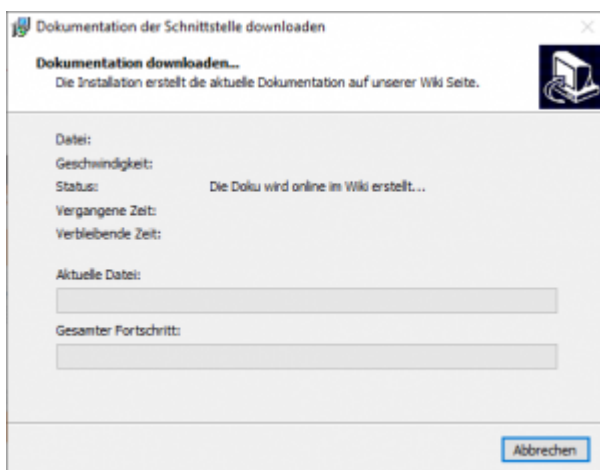 Dokumentation der Schnittstelle downloaden
Dokumentation downloaden...
Die Installation erstellt die aktuelle Dokumentation auf unserer Wiki Seite.
Datei:
Geschwindigkeit:
Status: Die Doku wird online im Wiki erstellt...
Vergangene Zeit:
Verbleibende Zeit:
Aktuelle Datei:
Gesamter Fortschritt:
Abbrechen